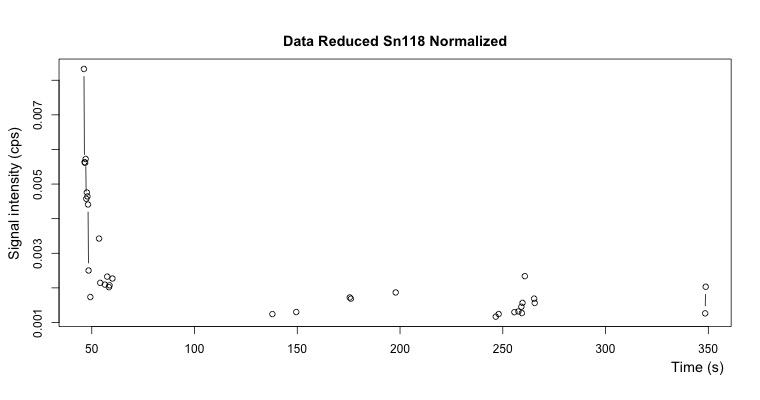 Data Reduced Sn118 Normalized
Signal intensity (cps)
0.007
0.005
0.003
0.001
50 100 150 200 250 300 350
Time (s)